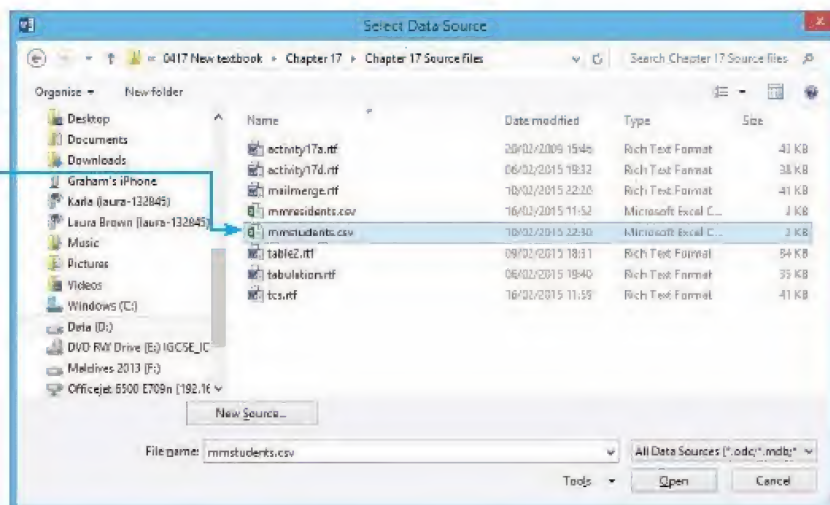 Select Data Source
« 0417 New textbook ▸ Chapter 17 ▸ Chapter 17 Source files
Search Chapter 17 Source files
Organise
New folder
Name Date modified Type Size
Desktop
Documents
Downloads
Graham's iPhone
Karla (laura-132845)
Laura Brown (laura-132845)
Music
Pictures
Videos
Windows (C:)
Data (D:)
DVD RW Drive (E:) IGCSE_IC
Maldives 2013 (F:)
Officejet 6500 E709n [192.16
activity17a.rtf 20/02/2009 15:46 Rich Text Format 43 KB
activity17d.rtf 06/02/2015 19:32 Rich Text Format 38 KB
mailmerge.rtf 10/02/2015 22:20 Rich Text Format 41 KB
mmresidents.csv 16/02/2015 11:52 Microsoft Excel C...
mmstudents.csv 10/02/2015 22:30 Microsoft Excel C...
table2.rtf 09/02/2015 18:31 Rich Text Format 54 KB
tabulation.rtf 06/02/2015 19:40 Rich Text Format
tcs.rtf 16/02/2015 11:59 Rich Text Format 41 KB
New Source...
File name: mmstudents.csv
All Data Sources (*.odc;*.mdb;*
Tools Open Cancel